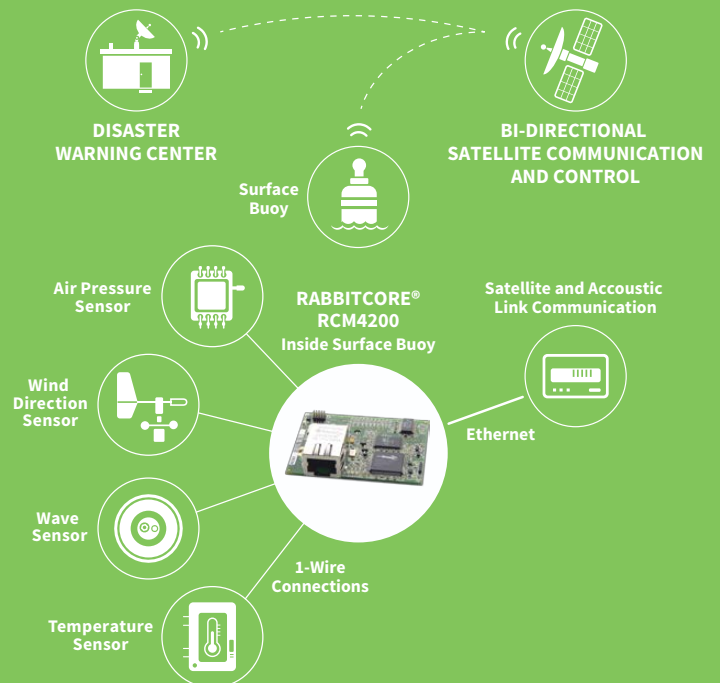 DISASTER
WARNING CENTER
BI-DIRECTIONAL
SATELLITE COMMUNICATION
AND CONTROL
Surface
Buoy
Air Pressure
Sensor
RABBITCORE®
RCM4200
Inside Surface Buoy
Satellite and Accoustic
Link Communication
Wind
Direction
Sensor
Ethernet
Wave
Sensor
1-Wire
Connections
Temperature
Sensor